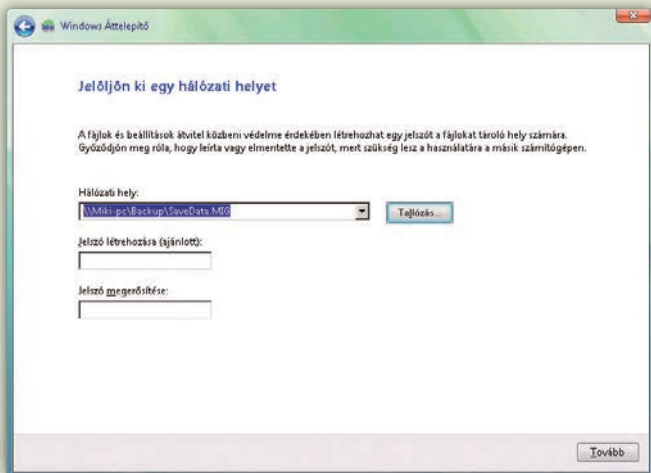 Windows Áttelepítő
Jelöljön ki egy hálózati helyet
A fájlok és beállítások átvitel közbeni védelme érdekében létrehozhat egy jelszót a fájlokat tároló hely számára.
Győződjön meg róla, hogy leírta vagy elmentette a jelszót, mert szükség lesz a használatára a másik számítógépen.
Hálózati hely:
\\Miki-pc\Backup\SaveData.MIG
Tallózás...
Jelszó létrehozása (ajánlott):
Jelszó megerősítése:
Tovább